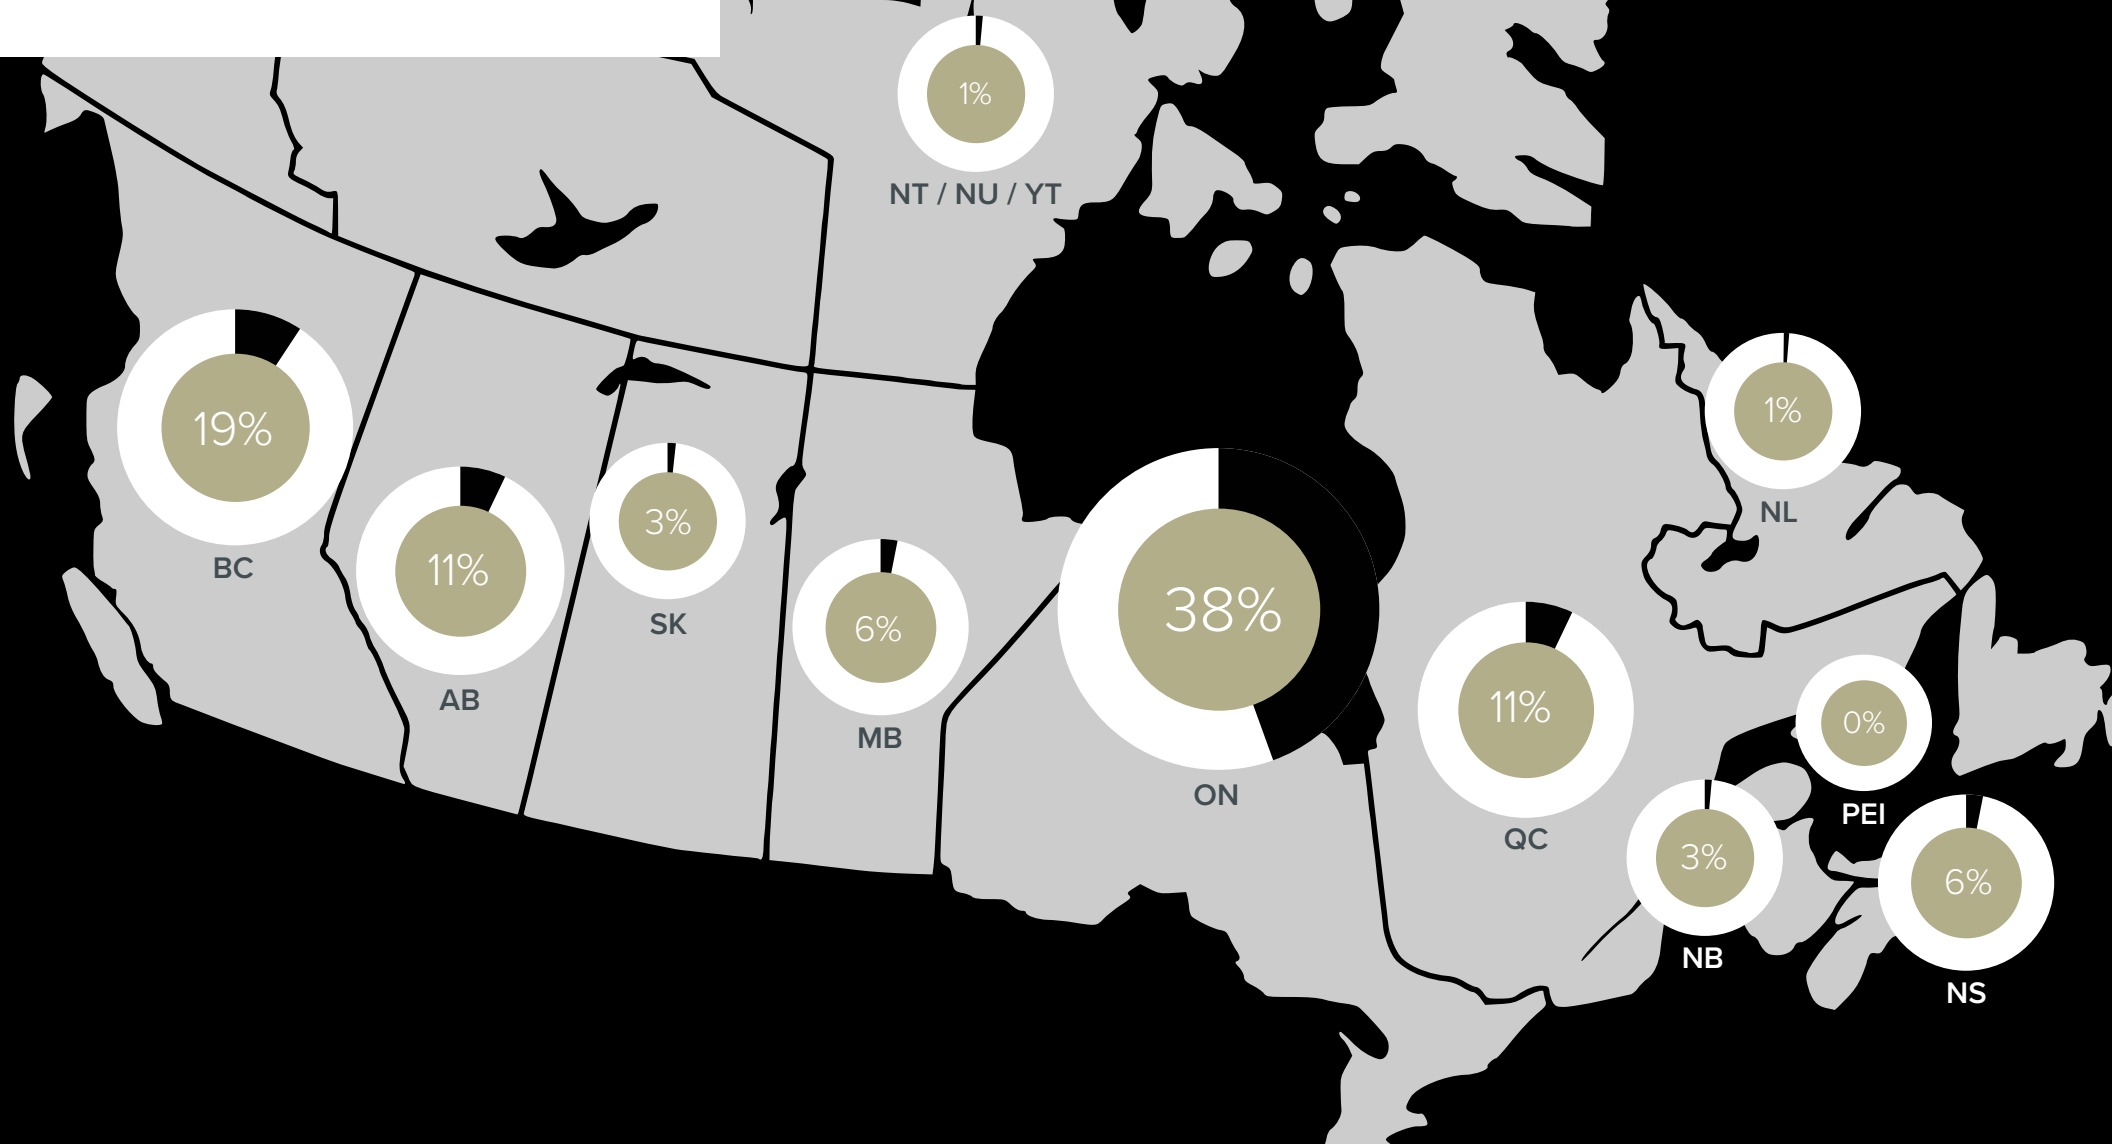 1%
NT / NU / YT
19%
BC
11%
AB
3%
SK
6%
MB
38%
ON
11%
QC
1%
NL
0%
PEI
3%
NB
6%
NS